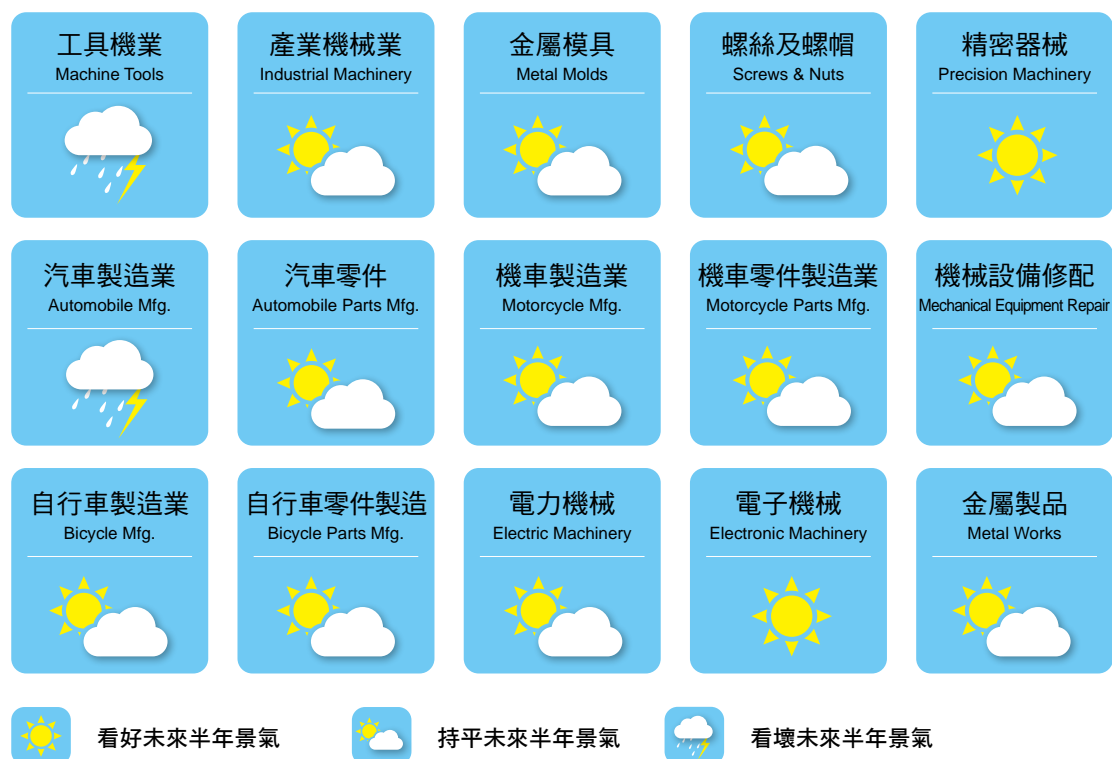 工具機業
Machine Tools
產業機械業
Industrial Machinery
金屬模具
Metal Molds
螺絲及螺帽
Screws & Nuts
精密器械
Precision Machinery
汽車製造業
Automobile Mfg.
汽車零件
Automobile Parts Mfg.
機車製造業
Motorcycle Mfg.
機車零件製造業
Motorcycle Parts Mfg.
機械設備修配
Mechanical Equipment Repair
自行車製造業
Bicycle Mfg.
自行車零件製造
Bicycle Parts Mfg.
電力機械
Electric Machinery
電子機械
Electronic Machinery
金屬製品
Metal Works
看好未來半年景氣
持平未來半年景氣
看壞未來半年景氣